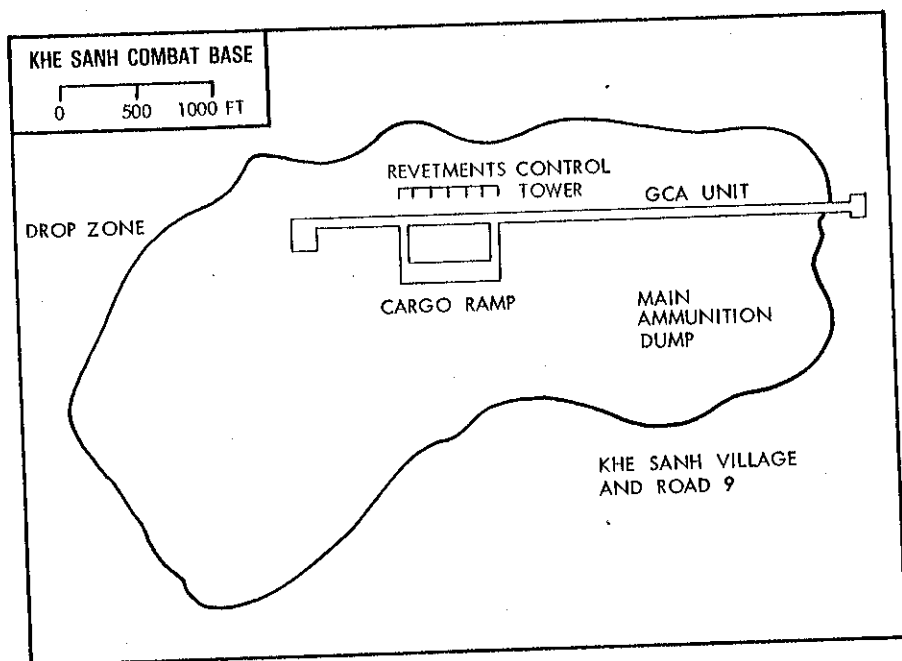 KHE SANH COMBAT BASE
0 500 1000 FT
REVETMENTS CONTROL
TOWER
GCA UNIT
DROP ZONE
CARGO RAMP
MAIN
AMMUNITION
DUMP
KHE SANH VILLAGE
AND ROAD 9